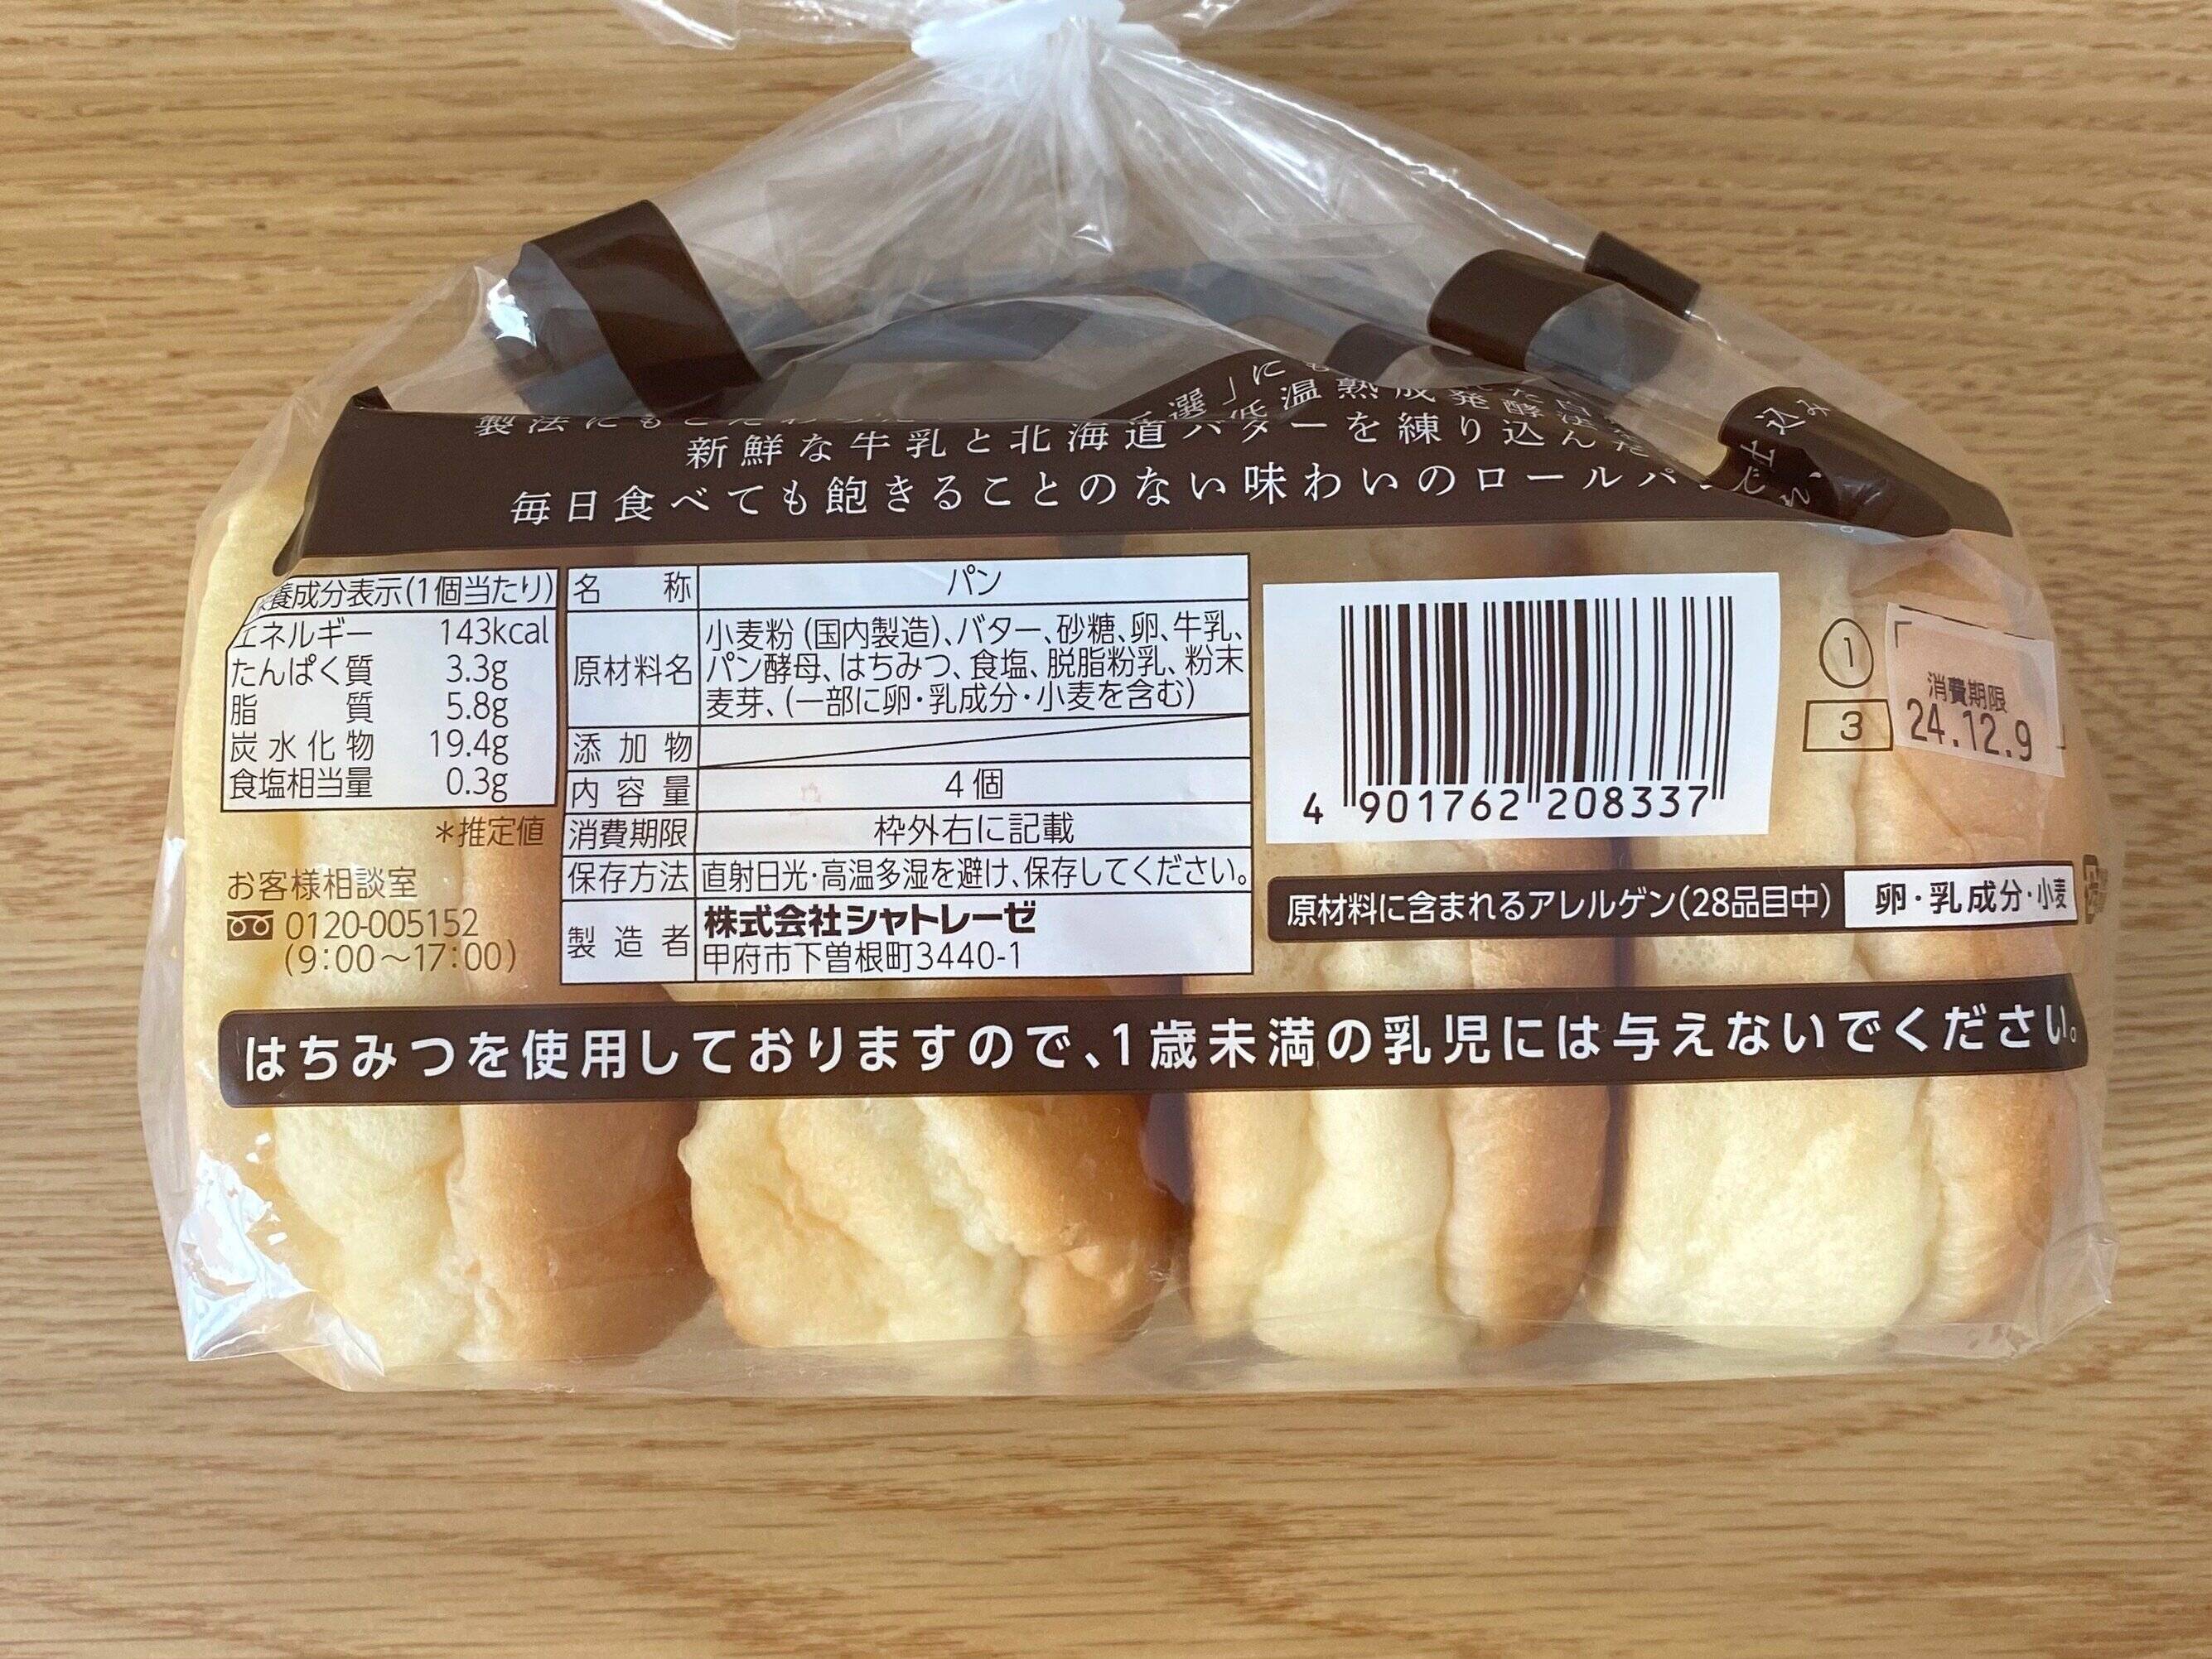 新鮮な牛乳と北海道バターを練り込んだ
毎日食べても飽きることのない味わいのロールパン
養成分表示(1個当たり)
エネルギー 143kcal
たんぱく質 3.3g
脂質 5.8g
炭水化物 19.4g
食塩相当量 0.3g
*推定値
お客様相談室
0120-005152
(9:00～17:00)
名称 パン
原材料名 小麦粉(国内製造)、バター、砂糖、卵、牛乳、
パン酵母、はちみつ、食塩、脱脂粉乳、粉末
麦芽、(一部に卵・乳成分・小麦を含む)
添加物
内容量 4個
消費期限 枠外右に記載
保存方法 直射日光・高温多湿を避け、保存してください。
製造者 株式会社シャトレーゼ
甲府市下曽根町3440-1
4 901762 208337
1
3
消費期限
24.12.9
原材料に含まれるアレルゲン(28品目中) 卵・乳成分・小麦
はちみつを使用しておりますので、1歳未満の乳児には与えないでください。